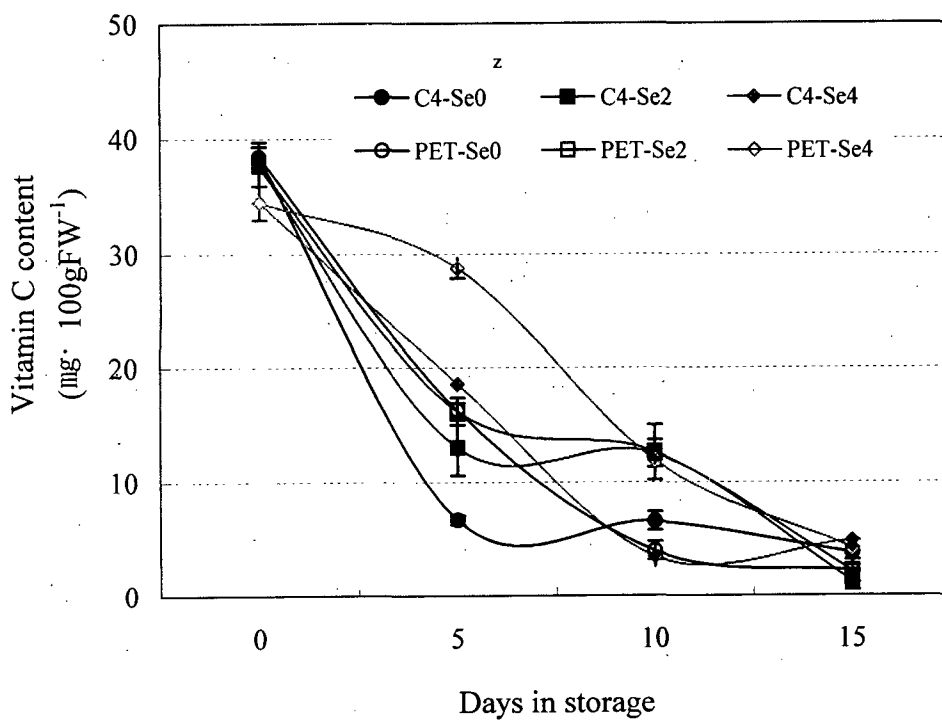 50
z
C4-Se0 C4-Se2 C4-Se4
PET-Se0 PET-Se2 PET-Se4
40
30
20
10
0
Vitamin C content
(㎎· 100gFW⁻¹)
0 5 10 15
Days in storage